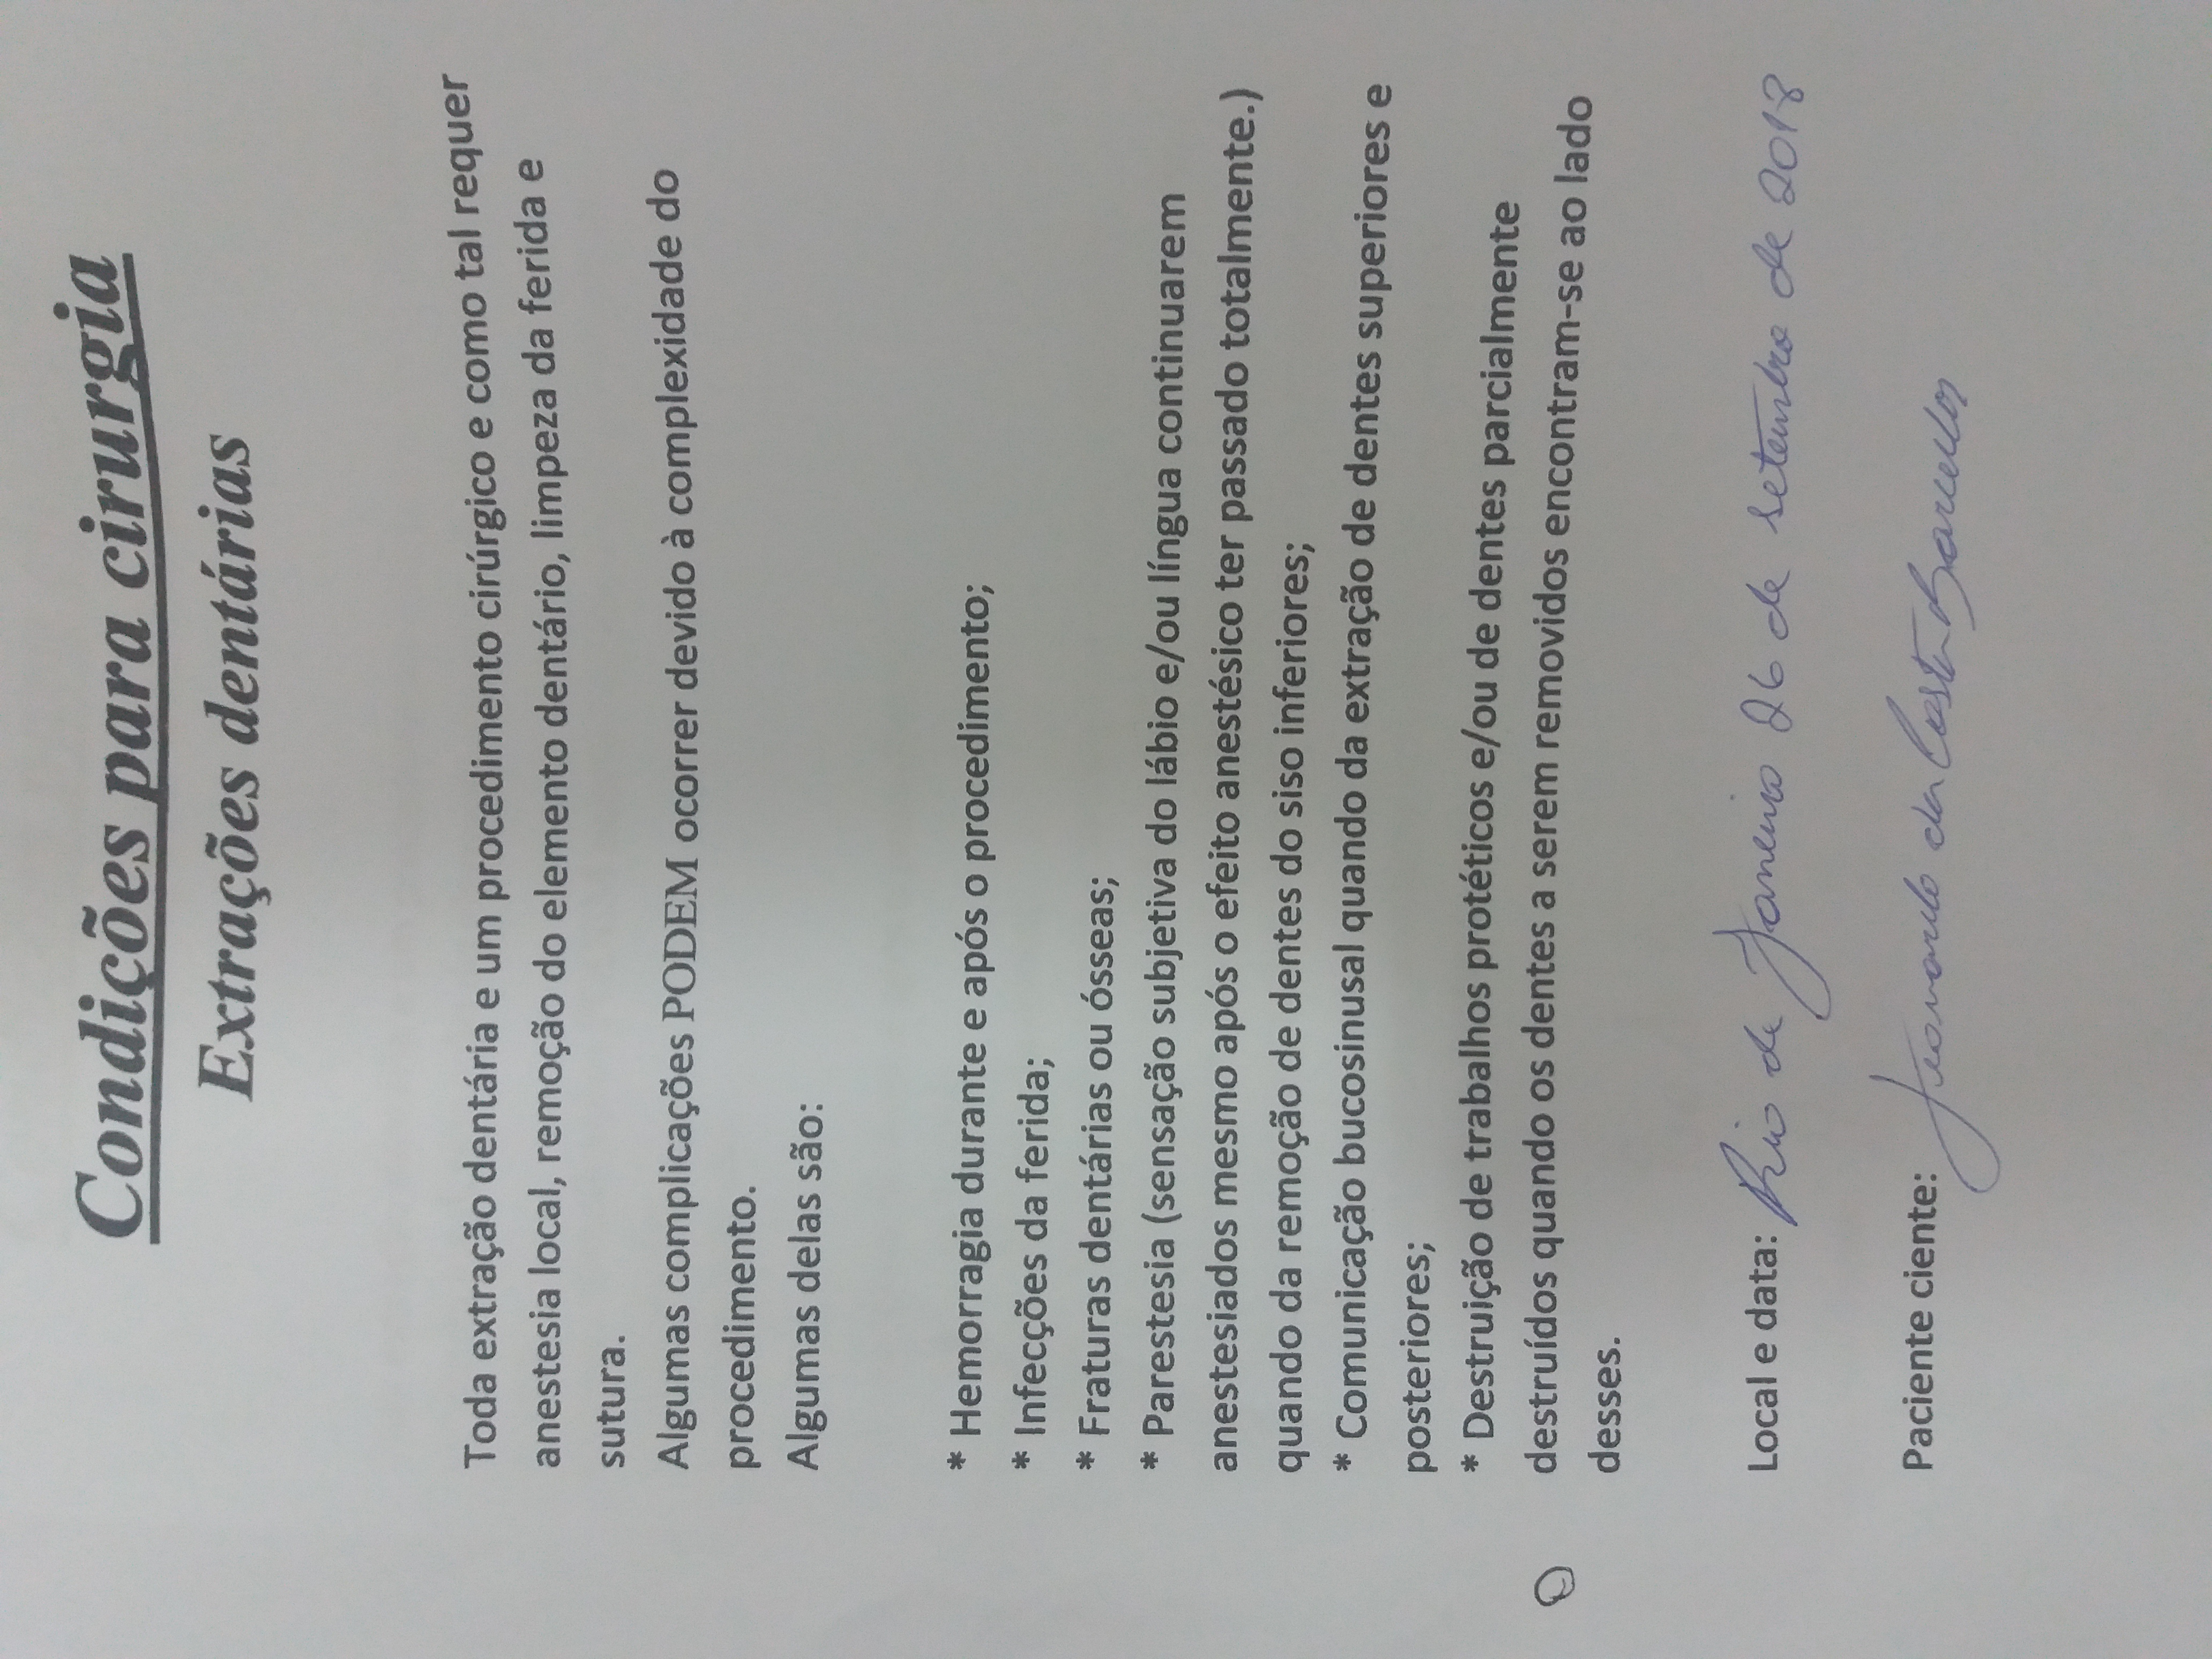 Condições para cirurgia
Extrações dentárias
Toda extração dentária e um procedimento cirúrgico e como tal requer
anestesia local, remoção do elemento dentário, limpeza da ferida e
sutura.
Algumas complicações PODEM ocorrer devido à complexidade do
procedimento.
Algumas delas são:
* Hemorragia durante e após o procedimento;
* Infecções da ferida;
* Fraturas dentárias ou ósseas;
* Parestesia (sensação subjetiva do lábio e/ou língua continuarem
anestesiados mesmo após o efeito anestésico ter passado totalmente.)
quando da remoção de dentes do siso inferiores;
* Comunicação bucosinusal quando da extração de dentes superiores e
posteriores;
* Destruição de trabalhos protéticos e/ou de dentes parcialmente
destruídos quando os dentes a serem removidos encontram-se ao lado
desses.
Local e data: Rio de Janeiro 26 de setembro de 2018
Paciente ciente: Leonardo da Costa Barcellos